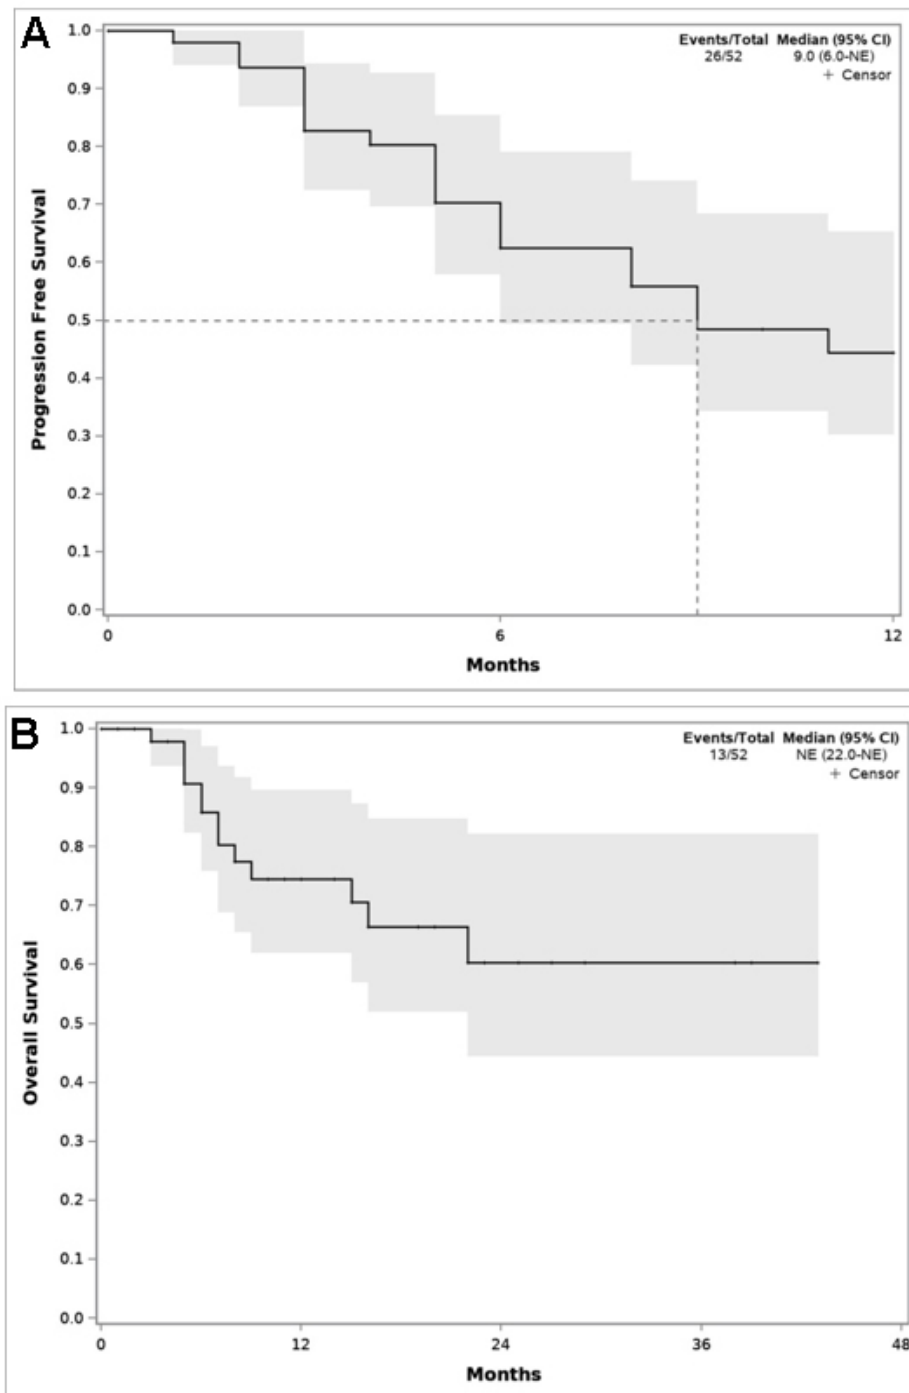 A
Events/Total Median (95% CI)
26/52 9.0 (6.0-NE)
+ Censor
Progression Free Survival
1.0
0.9
0.8
0.7
0.6
0.5
0.4
0.3
0.2
0.1
0.0
0 6 12
Months
B
Events/Total Median (95% CI)
13/52 NE (22.0-NE)
+ Censor
Overall Survival
1.0
0.9
0.8
0.7
0.6
0.5
0.4
0.3
0.2
0.1
0.0
0 12 24 36 48
Months